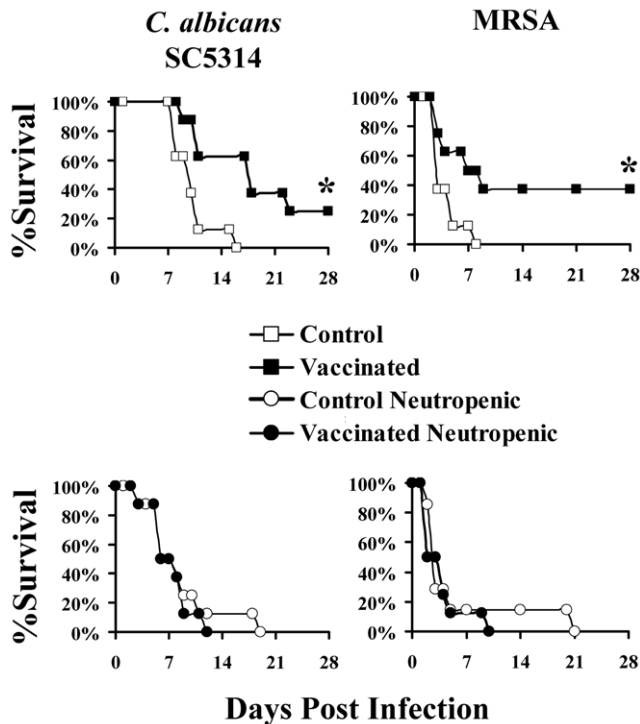 C. albicans
SC5314
MRSA
%Survival
100%
80%
60%
40%
20%
0%
0 7 14 21 28
*
100%
80%
60%
40%
20%
0%
0 7 14 21 28
*
Control
Vaccinated
Control Neutropenic
Vaccinated Neutropenic
%Survival
100%
80%
60%
40%
20%
0%
0 7 14 21 28
100%
80%
60%
40%
20%
0%
0 7 14 21 28
Days Post Infection